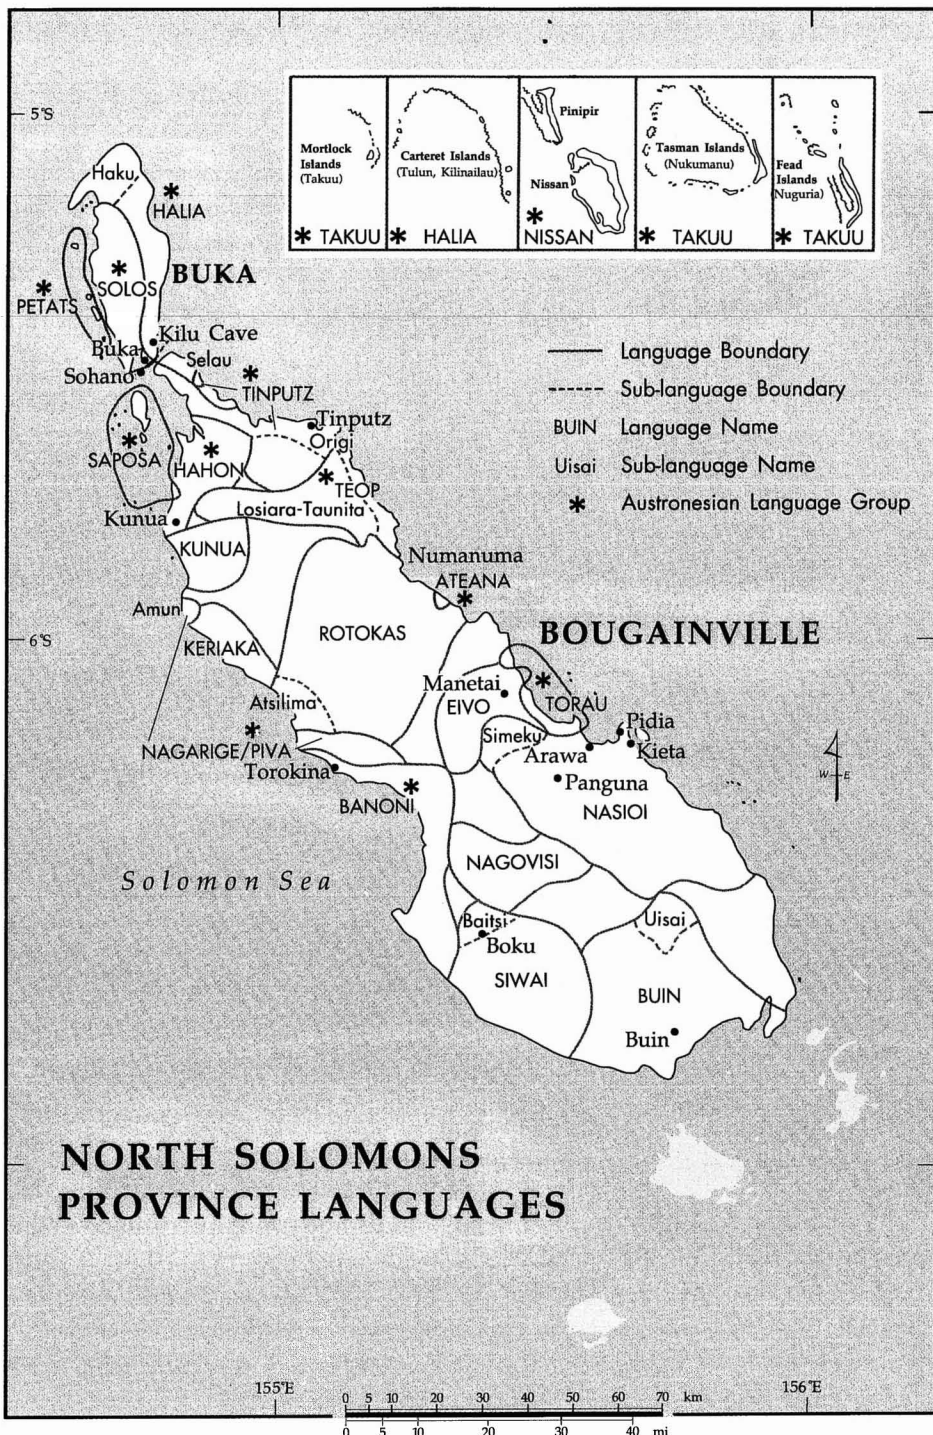 5°S
Pinipir
Mortlock
Islands
(Takuu)
Carteret Islands
(Tulun, Kilinailau)
Nissan
Tasman Islands
(Nukumanu)
Fead
Islands
(Nuguria)
* TAKUU
* HALIA
* NISSAN
* TAKUU
* TAKUU
Haku
*
HALIA
*
SOLOS
BUKA
*
PETATS
Kilu Cave
Buka
Selau
Sohano
*
TINPUTZ
Language Boundary
Sub-language Boundary
BUIN Language Name
Uisai Sub-language Name
* Austronesian Language Group
Tinputz
Origi
*
SAPOSA
*
HAHON
*
TEOP
Losiara-Taunita
Kunua
KUNUA
Numanuma
ATEANA
*
Amun
6°S
KERIAKA
ROTOKAS
BOUGAINVILLE
Manetai
EIVO
*
TORAU
Atsilima
*
NAGARIGE/PIVA
Simeku
Pidia
Arawa
Kieta
Torokina
Panguna
W E
*
BANONI
NASIOI
NAGOVISI
Solomon Sea
Baitsi
Boku
Uisai
SIWAI
BUIN
Buin
NORTH SOLOMONS
PROVINCE LANGUAGES
155°E
156°E
0 5 10 20 30 40 50 60 70 km
0 5 10 20 30 40 mi